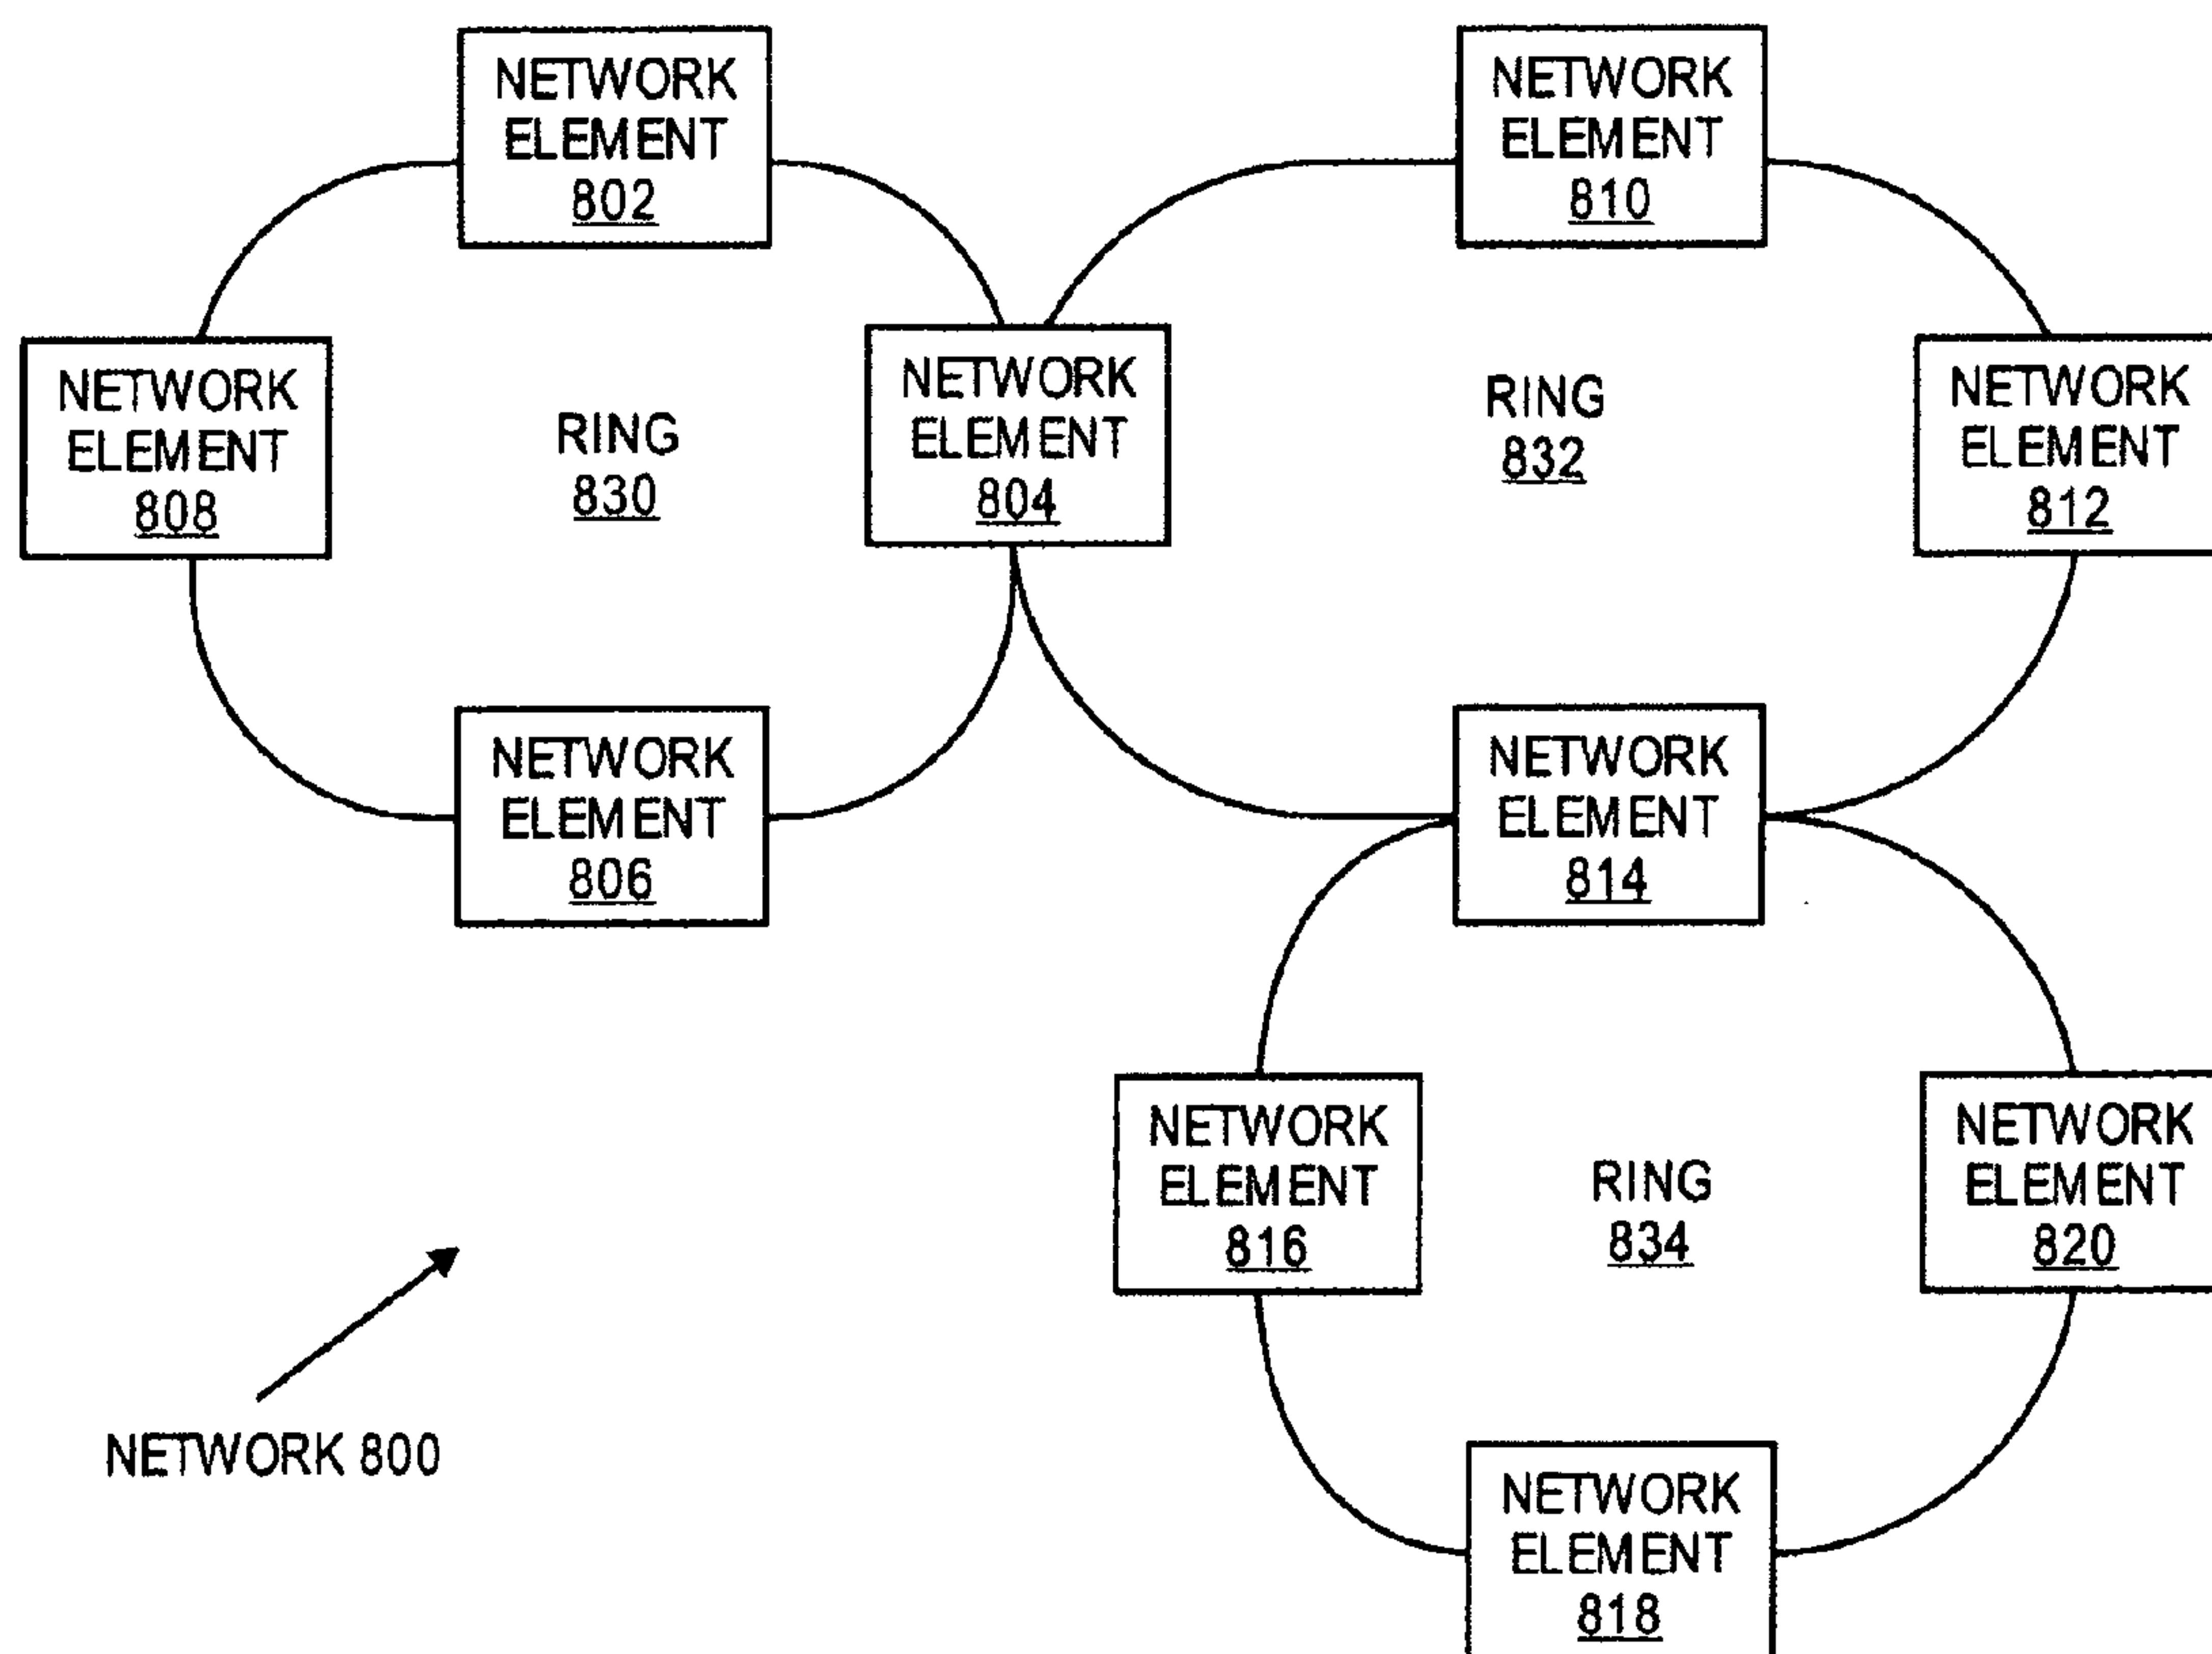 NETWORK
ELEMENT
802
NETWORK
ELEMENT
810
NETWORK
ELEMENT
808
RING
830
NETWORK
ELEMENT
804
RING
832
NETWORK
ELEMENT
812
NETWORK
ELEMENT
806
NETWORK
ELEMENT
814
NETWORK
ELEMENT
816
RING
834
NETWORK
ELEMENT
820
NETWORK 800
NETWORK
ELEMENT
818